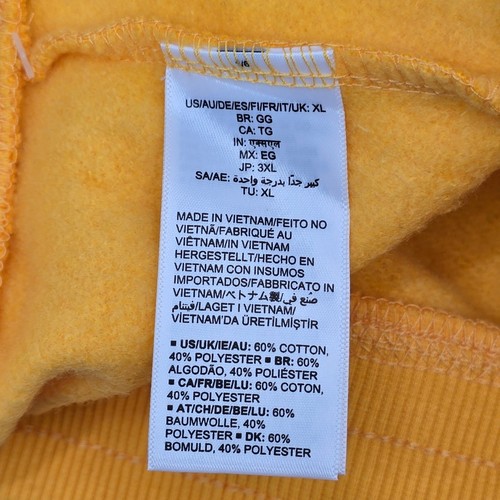 /6
US/AU/DE/ES/FI/FR/IT/UK: XL
BR: GG
CA: TG
IN: एक्सएल
MX: EG
JP: 3XL
SA/AE: كبير جدًا بدرجة واحدة
TU: XL
MADE IN VIETNAM/FEITO NO
VIETNÃ/FABRIQUÉ AU
VIÊTNAM/IN VIETNAM
HERGESTELLT/HECHO EN
VIETNAM CON INSUMOS
IMPORTADOS/FABBRICATO IN
VIETNAM/ベトナム製/صُنع في
فيتنام/LAGET I VIETNAM/
VİETNAM'DA ÜRETİLMİŞTİR
■ US/UK/IE/AU: 60% COTTON,
40% POLYESTER ■ BR: 60%
ALGODÃO, 40% POLIÉSTER
■ CA/FR/BE/LU: 60% COTON,
40% POLYESTER
■ AT/CH/DE/BE/LU: 60%
BAUMWOLLE, 40%
POLYESTER ■ DK: 60%
BOMULD, 40% POLYESTER